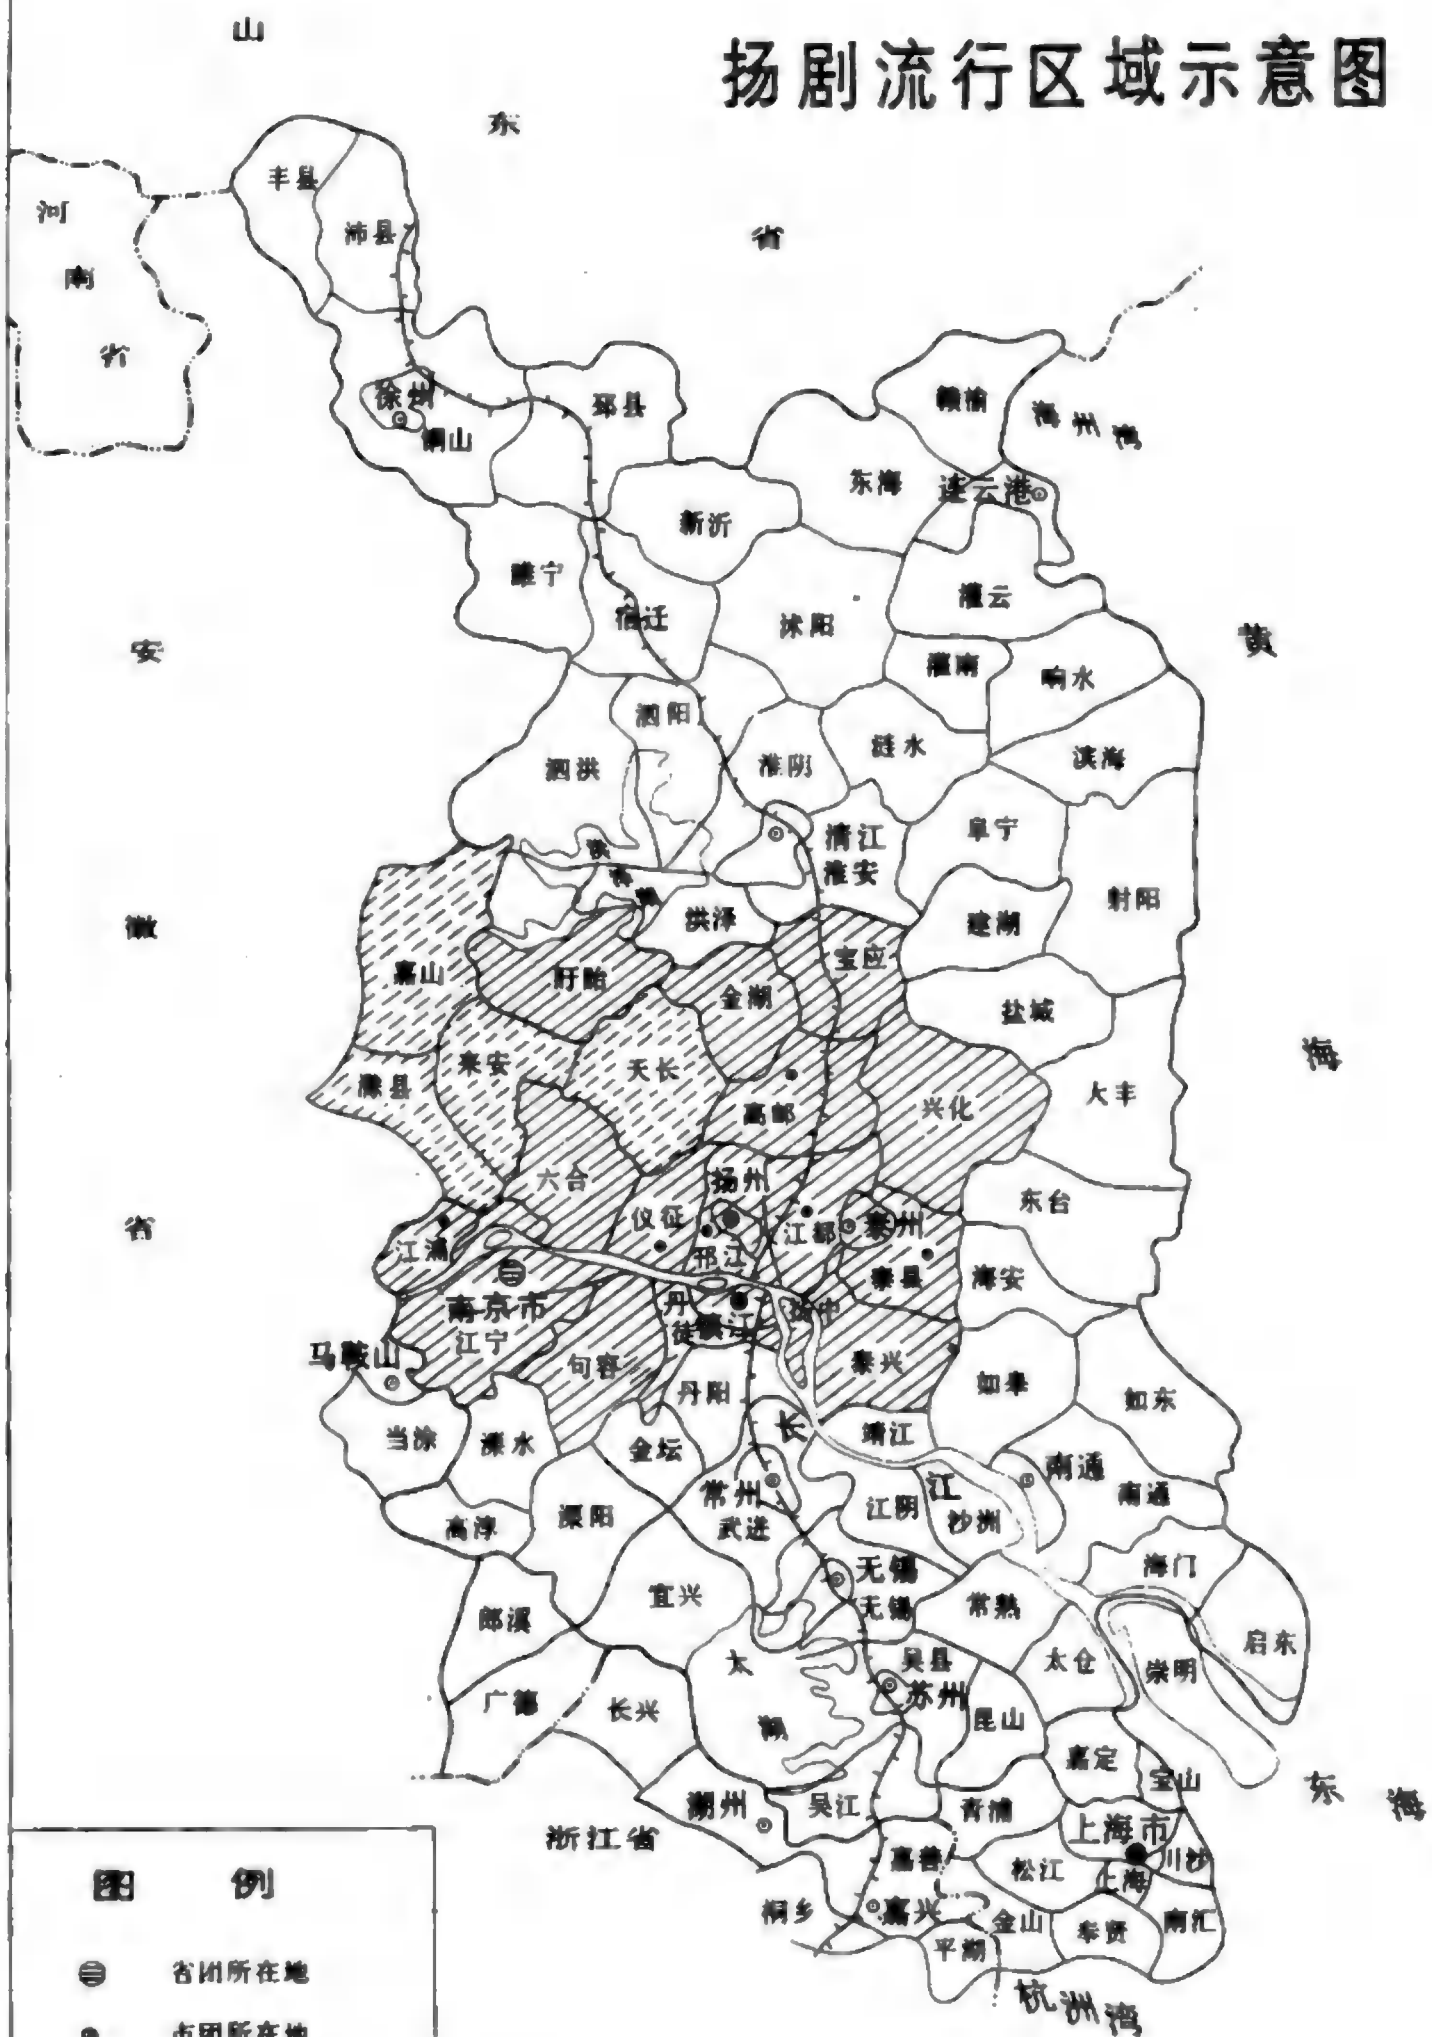 扬剧流行区域示意图
山
东
省
河
南
省
丰县
沛县
徐州
铜山
邳县
赣榆
海州湾
东海
连云港
新沂
睢宁
宿迁
沭阳
灌云
灌南
响水
泗阳
泗洪
淮阴
涟水
滨海
清江
淮安
阜宁
射阳
洪泽
建湖
宝应
盱眙
金湖
嘉山
盐城
来安
天长
滁县
高邮
兴化
大丰
六合
扬州
仪征
邗江
江都
泰州
泰县
东台
海安
江浦
南京市
江宁
丹徒
镇江
扬中
句容
泰兴
马鞍山
丹阳
如皋
如东
当涂
溧水
金坛
长
靖江
江
南通
南通
常州
武进
江阴
沙洲
高淳
溧阳
无锡
无锡
海门
宜兴
常熟
郎溪
启东
太
湖
吴县
苏州
太仓
崇明
广德
长兴
昆山
嘉定
宝山
湖州
吴江
青浦
上海市
川沙
嘉善
松江
上海
桐乡
嘉兴
金山
奉贤
南汇
平湖
杭州湾
浙江省
安
徽
省
黄
海
东海
图例
省团所在地
市团所在地